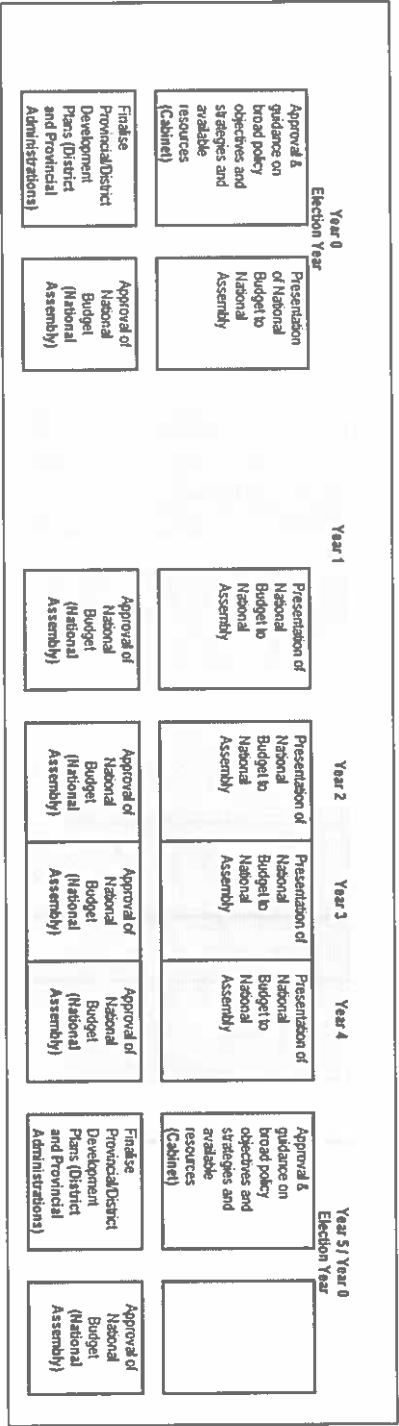 Year 0
Election Year
Approval &
guidance on
broad policy
objectives and
strategies and
available
resources
(Cabinet)
Presentation
of National
Budget to
National
Assembly
Finalise
Provincial/District
Development
Plans (District
and Provincial
Administrations)
Approval of
National
Budget
(National
Assembly)
Year 1
Presentation of
National
Budget to
National
Assembly
Approval of
National
Budget
(National
Assembly)
Year 2
Presentation of
National
Budget to
National
Assembly
Approval of
National
Budget
(National
Assembly)
Year 3
Presentation of
National
Budget to
National
Assembly
Approval of
National
Budget
(National
Assembly)
Year 4
Presentation of
National
Budget to
National
Assembly
Approval of
National
Budget
(National
Assembly)
Year 5 / Year 0
Election Year
Approval &
guidance on
broad policy
objectives and
strategies and
available
resources
(Cabinet)
Finalise
Provincial/District
Development
Plans (District
and Provincial
Administrations)
Approval of
National
Budget
(National
Assembly)